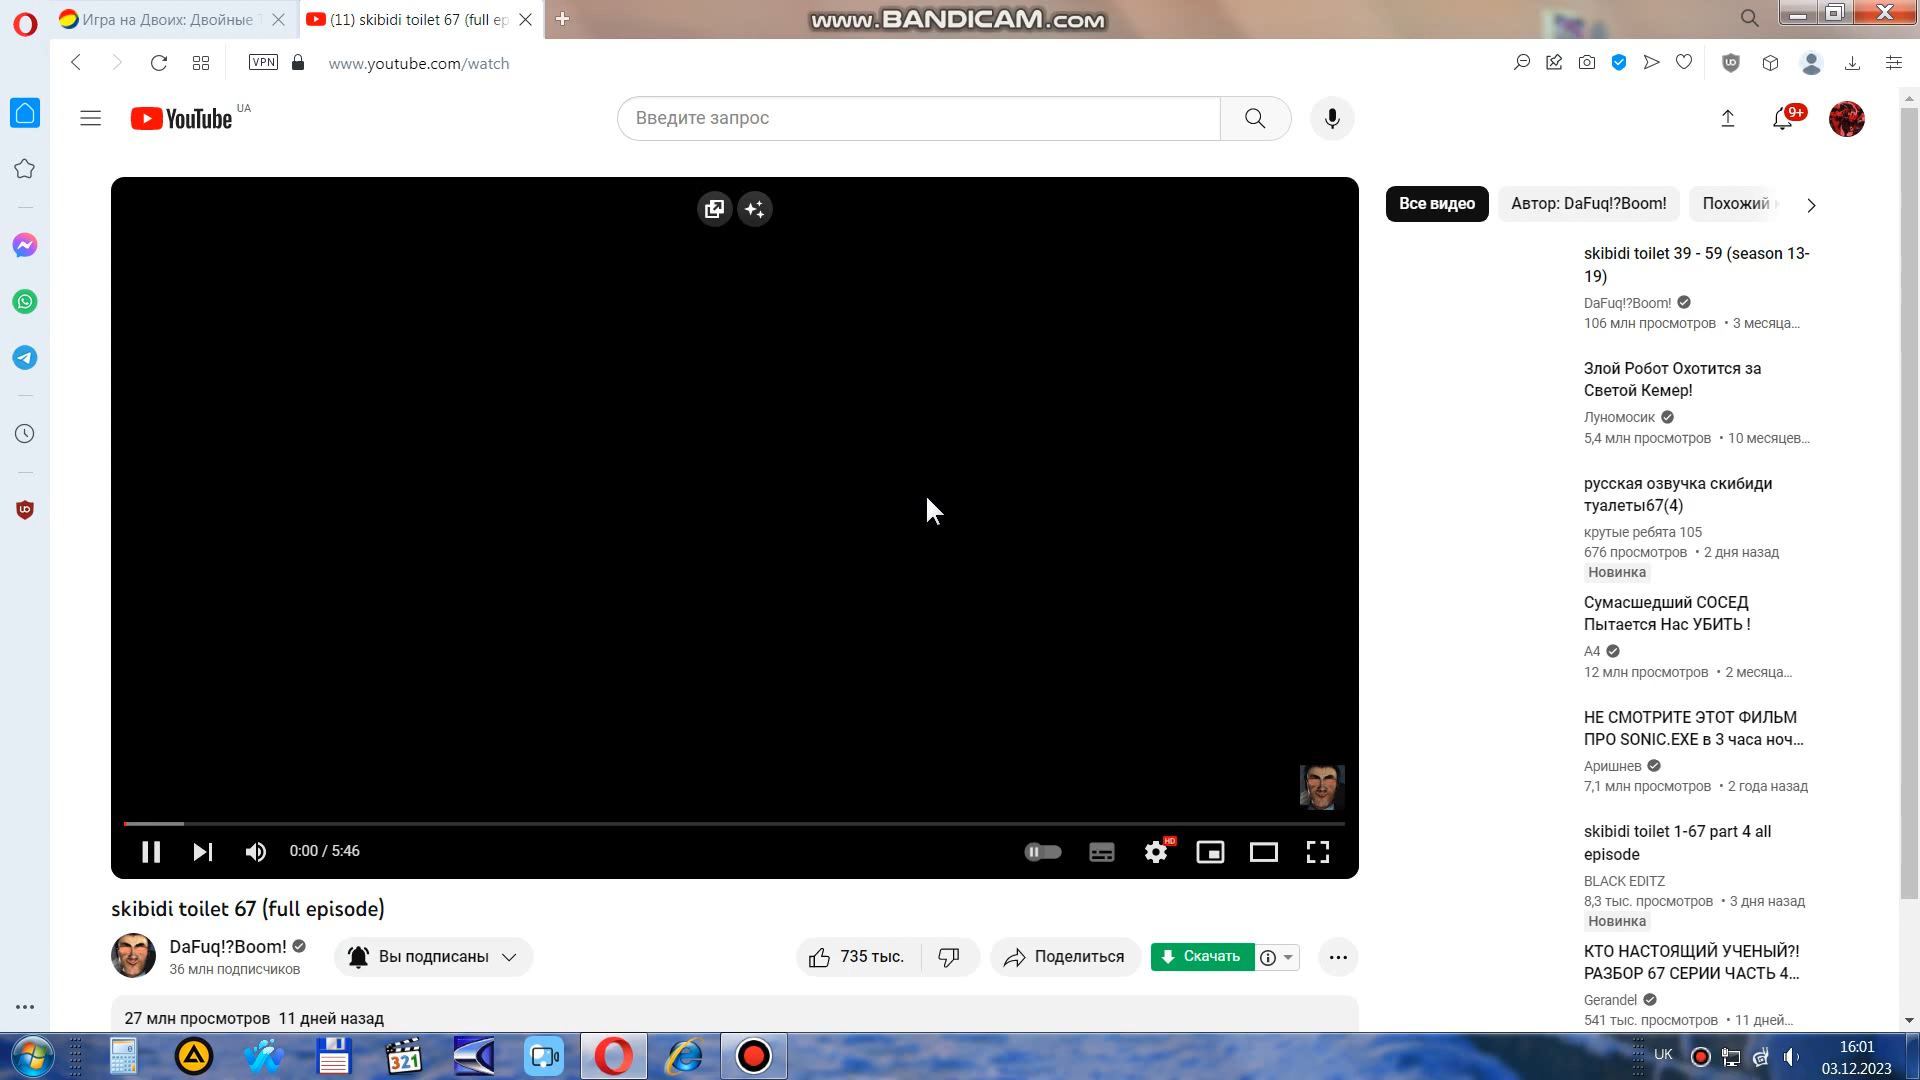 Игра на Двоих: Двойные
(11) skibidi toilet 67 (full ep
www.BANDICAM.com
VPN
www.youtube.com/watch
YouTube
UA
Введите запрос
9+
Все видео
Автор: DaFuq!?Boom!
Похожий
skibidi toilet 39 - 59 (season 13-
19)
DaFuq!?Boom!
106 млн просмотров • 3 месяца...
Злой Робот Охотится за
Светой Кемер!
Луномосик
5,4 млн просмотров • 10 месяцев...
русская озвучка скибиди
туалеты67(4)
крутые ребята 105
676 просмотров • 2 дня назад
Новинка
Сумасшедший СОСЕД
Пытается Нас УБИТЬ !
A4
12 млн просмотров • 2 месяца...
НЕ СМОТРИТЕ ЭТОТ ФИЛЬМ
ПРО SONIC.EXE в 3 часа ноч...
Аришнев
7,1 млн просмотров • 2 года назад
skibidi toilet 1-67 part 4 all
episode
BLACK EDITZ
8,3 тыс. просмотров • 3 дня назад
Новинка
КТО НАСТОЯЩИЙ УЧЕНЫЙ?!
РАЗБОР 67 СЕРИИ ЧАСТЬ 4...
Gerandel
541 тыс. просмотров • 11 дней...
0:00 / 5:46
HD
skibidi toilet 67 (full episode)
DaFuq!?Boom!
36 млн подписчиков
Вы подписаны
735 тыс.
Поделиться
Скачать
27 млн просмотров 11 дней назад
321
UK
16:01
03.12.2023